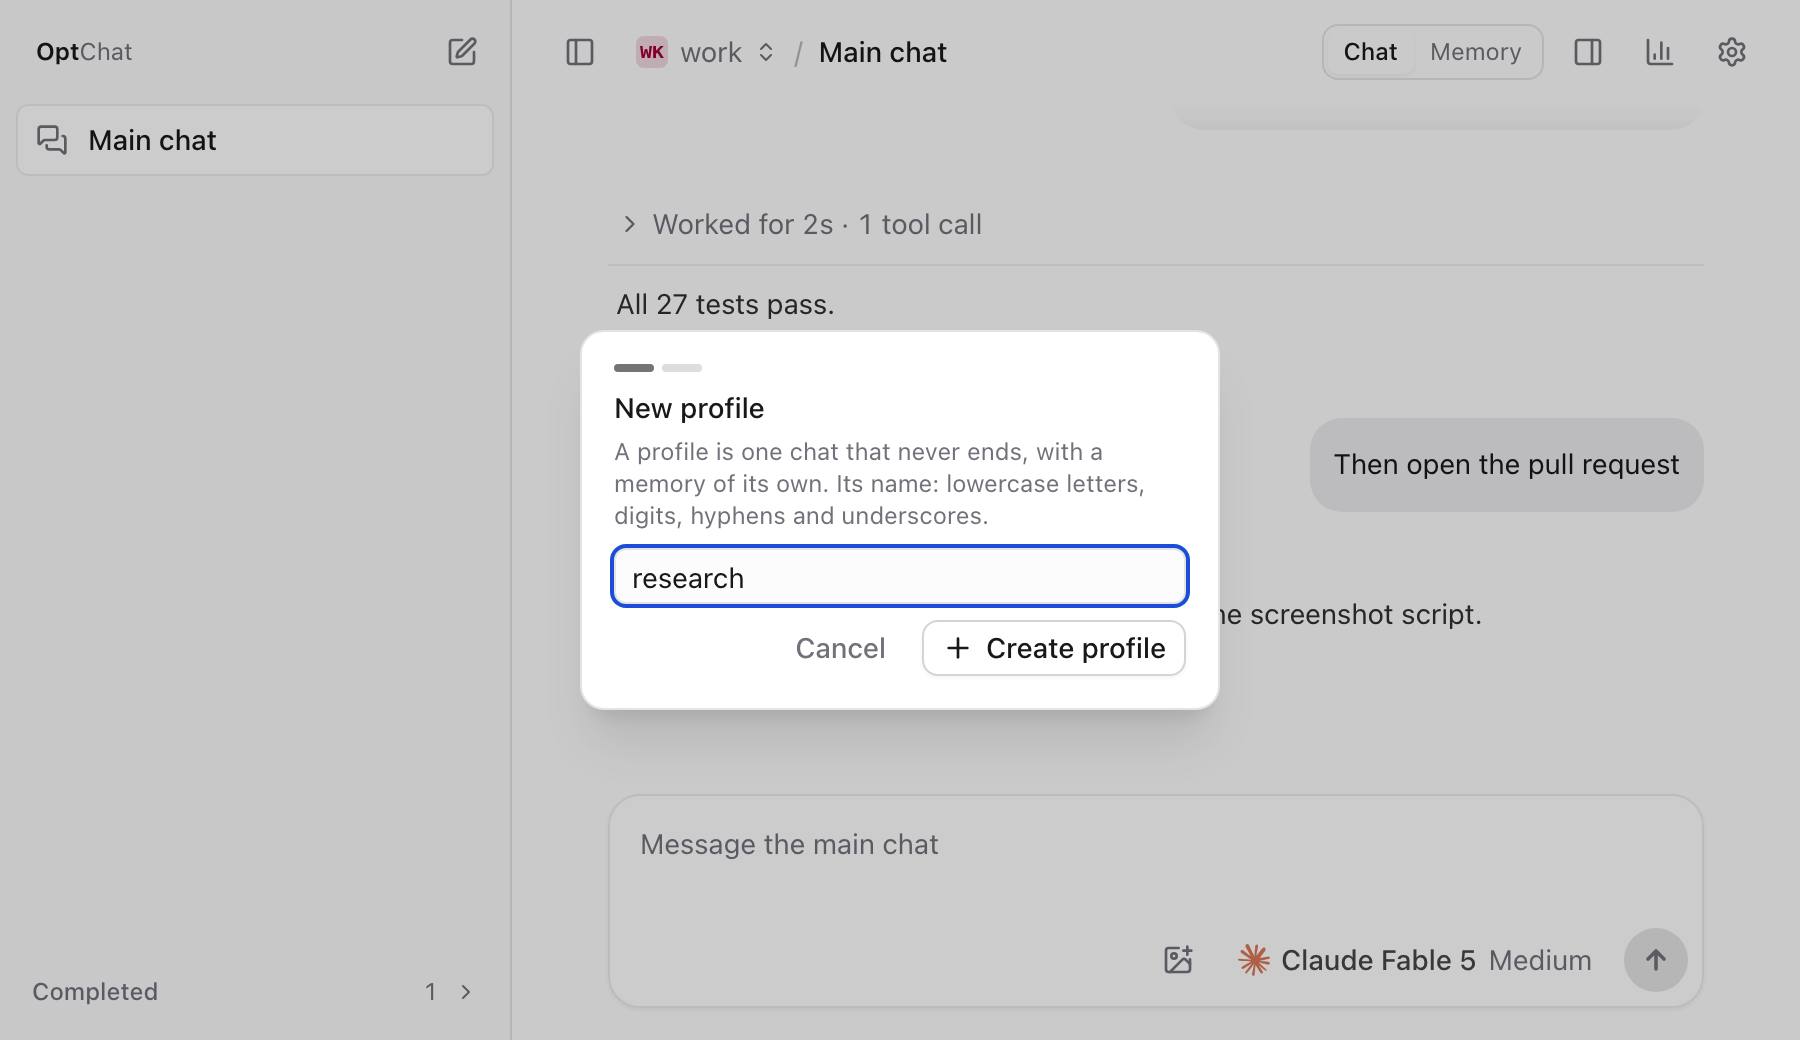 OptChat
WK work / Main chat
Chat Memory
Main chat
Worked for 2s · 1 tool call
All 27 tests pass.
New profile
A profile is one chat that never ends, with a
memory of its own. Its name: lowercase letters,
digits, hyphens and underscores.
research
Cancel
Create profile
Then open the pull request
screenshot script.
Message the main chat
Claude Fable 5 Medium
Completed 1